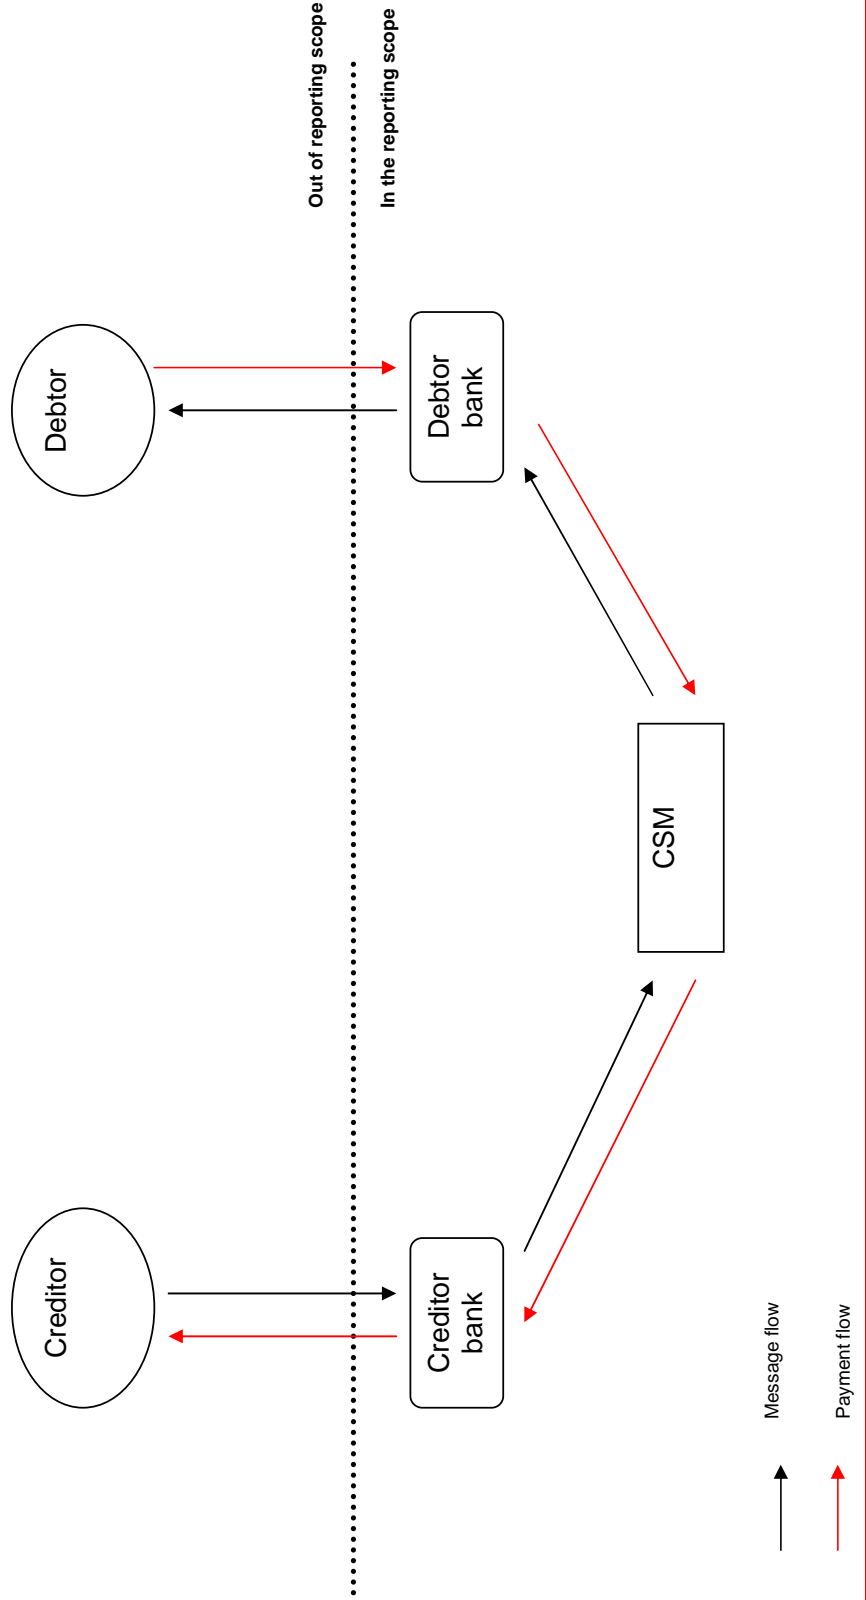 Creditor
Debtor
Out of reporting scope
In the reporting scope
Creditor
bank
Debtor
bank
CSM
Message flow
Payment flow